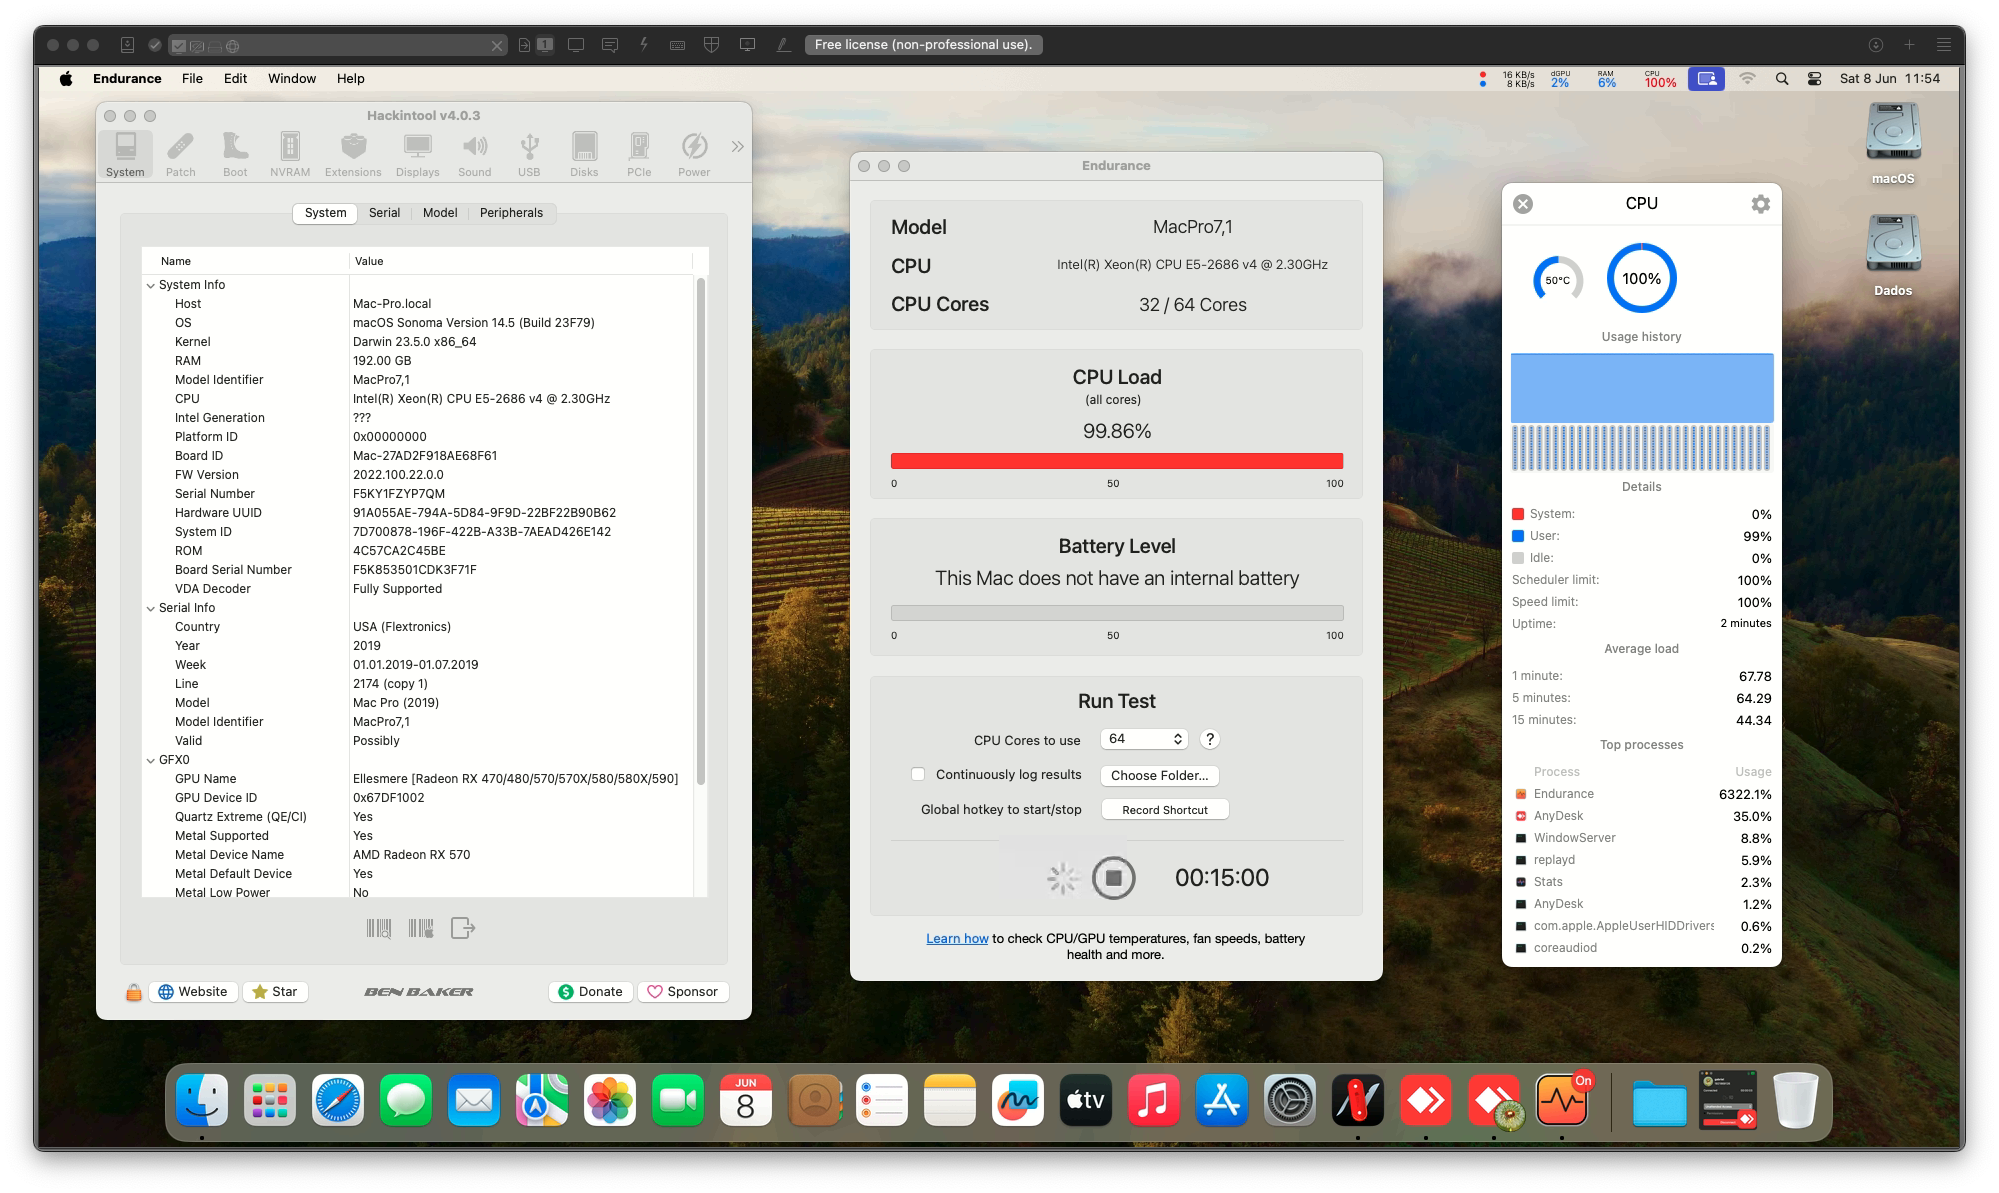 1
Free license (non-professional use).
Endurance File Edit Window Help
16 KB/s
8 KB/s
dGPU
2%
RAM
6%
CPU
100%
Sat 8 Jun 11:54
Hackintool v4.0.3
System Patch Boot NVRAM Extensions Displays Sound USB Disks PCIe Power
System Serial Model Peripherals
Name Value
System Info
Host Mac-Pro.local
OS macOS Sonoma Version 14.5 (Build 23F79)
Kernel Darwin 23.5.0 x86_64
RAM 192.00 GB
Model Identifier MacPro7,1
CPU Intel(R) Xeon(R) CPU E5-2686 v4 @ 2.30GHz
Intel Generation ???
Platform ID 0x00000000
Board ID Mac-27AD2F918AE68F61
FW Version 2022.100.22.0.0
Serial Number F5KY1FZYP7QM
Hardware UUID 91A055AE-794A-5D84-9F9D-22BF22B90B62
System ID 7D700878-196F-422B-A33B-7AEAD426E142
ROM 4C57CA2C45BE
Board Serial Number F5K853501CDK3F71F
VDA Decoder Fully Supported
Serial Info
Country USA (Flextronics)
Year 2019
Week 01.01.2019-01.07.2019
Line 2174 (copy 1)
Model Mac Pro (2019)
Model Identifier MacPro7,1
Valid Possibly
GFX0
GPU Name Ellesmere [Radeon RX 470/480/570/570X/580/580X/590]
GPU Device ID 0x67DF1002
Quartz Extreme (QE/CI) Yes
Metal Supported Yes
Metal Device Name AMD Radeon RX 570
Metal Default Device Yes
Metal Low Power No
Website Star BEN BAKER Donate Sponsor
Endurance
Model MacPro7,1
CPU Intel(R) Xeon(R) CPU E5-2686 v4 @ 2.30GHz
CPU Cores 32 / 64 Cores
CPU Load
(all cores)
99.86%
0 50 100
Battery Level
This Mac does not have an internal battery
0 50 100
Run Test
CPU Cores to use 64 ?
Continuously log results Choose Folder...
Global hotkey to start/stop Record Shortcut
00:15:00
Learn how to check CPU/GPU temperatures, fan speeds, battery
health and more.
CPU
50°C 100%
Usage history
Details
System: 0%
User: 99%
Idle: 0%
Scheduler limit: 100%
Speed limit: 100%
Uptime: 2 minutes
Average load
1 minute: 67.78
5 minutes: 64.29
15 minutes: 44.34
Top processes
Process Usage
Endurance 6322.1%
AnyDesk 35.0%
WindowServer 8.8%
replayd 5.9%
Stats 2.3%
AnyDesk 1.2%
com.apple.AppleUserHIDDrivers 0.6%
coreaudiod 0.2%
macOS
Dados
JUN
8
tv
On